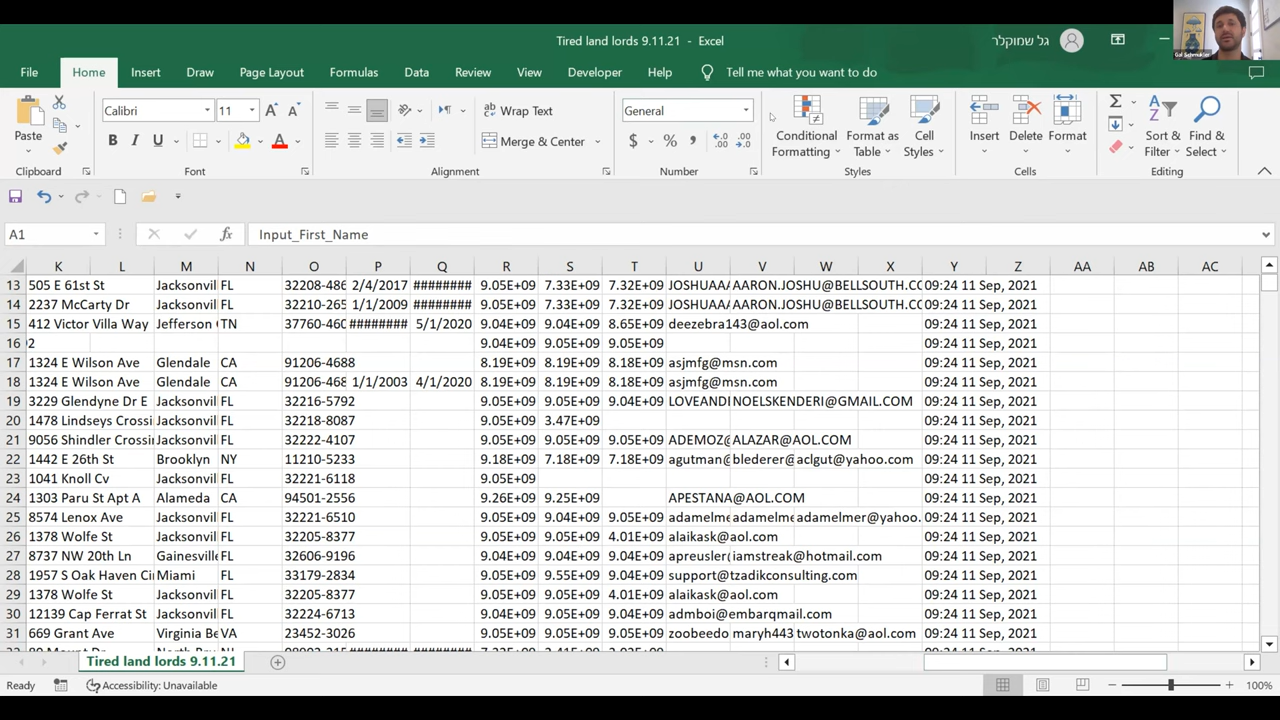 Tired land lords 9.11.21 - Excel
גל שמוקלר
Gal Schmukler
File Home Insert Draw Page Layout Formulas Data Review View Developer Help Tell me what you want to do
Paste
Calibri 11
B I U
Wrap Text
Merge & Center
General
$ % ,
Conditional Formatting
Format as Table
Cell Styles
Insert Delete Format
Sort & Filter
Find & Select
Clipboard Font Alignment Number Styles Cells Editing
A1 fx Input_First_Name
K L M N O P Q R S T U V W X Y Z AA AB AC
13 505 E 61st St Jacksonvil FL 32208-486 2/4/2017 ######## 9.05E+09 7.33E+09 7.32E+09 JOSHUAA AARON.JOSHU@BELLSOUTH.CO 09:24 11 Sep, 2021
14 2237 McCarty Dr Jacksonvil FL 32210-265 1/1/2009 ######## 9.05E+09 7.33E+09 7.32E+09 JOSHUAA AARON.JOSHU@BELLSOUTH.CO 09:24 11 Sep, 2021
15 412 Victor Villa Way Jefferson TN 37760-460 ######## 5/1/2020 9.04E+09 9.04E+09 8.65E+09 deezebra143@aol.com 09:24 11 Sep, 2021
16 2 9.04E+09 9.05E+09 9.05E+09 09:24 11 Sep, 2021
17 1324 E Wilson Ave Glendale CA 91206-4688 8.19E+09 8.19E+09 8.18E+09 asjmfg@msn.com 09:24 11 Sep, 2021
18 1324 E Wilson Ave Glendale CA 91206-468 1/1/2003 4/1/2020 8.19E+09 8.19E+09 8.18E+09 asjmfg@msn.com 09:24 11 Sep, 2021
19 3229 Glendyne Dr E Jacksonvil FL 32216-5792 9.05E+09 9.05E+09 9.04E+09 LOVEANDI NOELSKENDERI@GMAIL.COM 09:24 11 Sep, 2021
20 1478 Lindseys Crossi Jacksonvil FL 32218-8087 9.05E+09 3.47E+09 09:24 11 Sep, 2021
21 9056 Shindler Crossin Jacksonvil FL 32222-4107 9.05E+09 9.05E+09 9.05E+09 ADEMOZ@ ALAZAR@AOL.COM 09:24 11 Sep, 2021
22 1442 E 26th St Brooklyn NY 11210-5233 9.18E+09 7.18E+09 7.18E+09 agutman@ blederer@ aclgut@yahoo.com 09:24 11 Sep, 2021
23 1041 Knoll Cv Jacksonvil FL 32221-6118 9.05E+09 09:24 11 Sep, 2021
24 1303 Paru St Apt A Alameda CA 94501-2556 9.26E+09 9.25E+09 APESTANA@AOL.COM 09:24 11 Sep, 2021
25 8574 Lenox Ave Jacksonvil FL 32221-6510 9.05E+09 9.04E+09 9.05E+09 adamelme adamelme adamelmer@yahoo. 09:24 11 Sep, 2021
26 1378 Wolfe St Jacksonvil FL 32205-8377 9.04E+09 9.05E+09 4.01E+09 alaikask@aol.com 09:24 11 Sep, 2021
27 8737 NW 20th Ln Gainesville FL 32606-9196 9.04E+09 9.04E+09 9.04E+09 apreusler iamstreak@hotmail.com 09:24 11 Sep, 2021
28 1957 S Oak Haven Cir Miami FL 33179-2834 9.05E+09 9.55E+09 9.04E+09 support@tzadikconsulting.com 09:24 11 Sep, 2021
29 1378 Wolfe St Jacksonvil FL 32205-8377 9.04E+09 9.05E+09 4.01E+09 alaikask@aol.com 09:24 11 Sep, 2021
30 12139 Cap Ferrat St Jacksonvil FL 32224-6713 9.04E+09 9.05E+09 9.04E+09 admboi@embarqmail.com 09:24 11 Sep, 2021
31 669 Grant Ave Virginia Be VA 23452-3026 9.05E+09 9.05E+09 9.05E+09 zoobeedo maryh443 twotonka@aol.com 09:24 11 Sep, 2021
Tired land lords 9.11.21
Ready Accessibility: Unavailable 100%